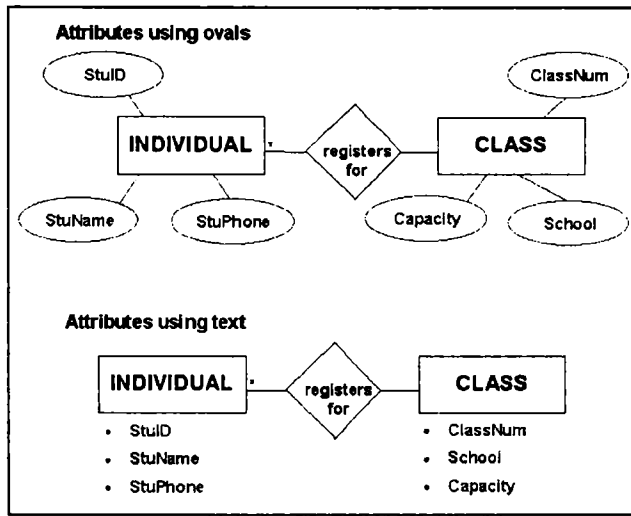 Attributes using ovals
StuID
ClassNum
INDIVIDUAL
*
registers
for
CLASS
StuName
StuPhone
Capacity
School
Attributes using text
INDIVIDUAL
*
registers
for
CLASS
• StuID
• StuName
• StuPhone
• ClassNum
• School
• Capacity